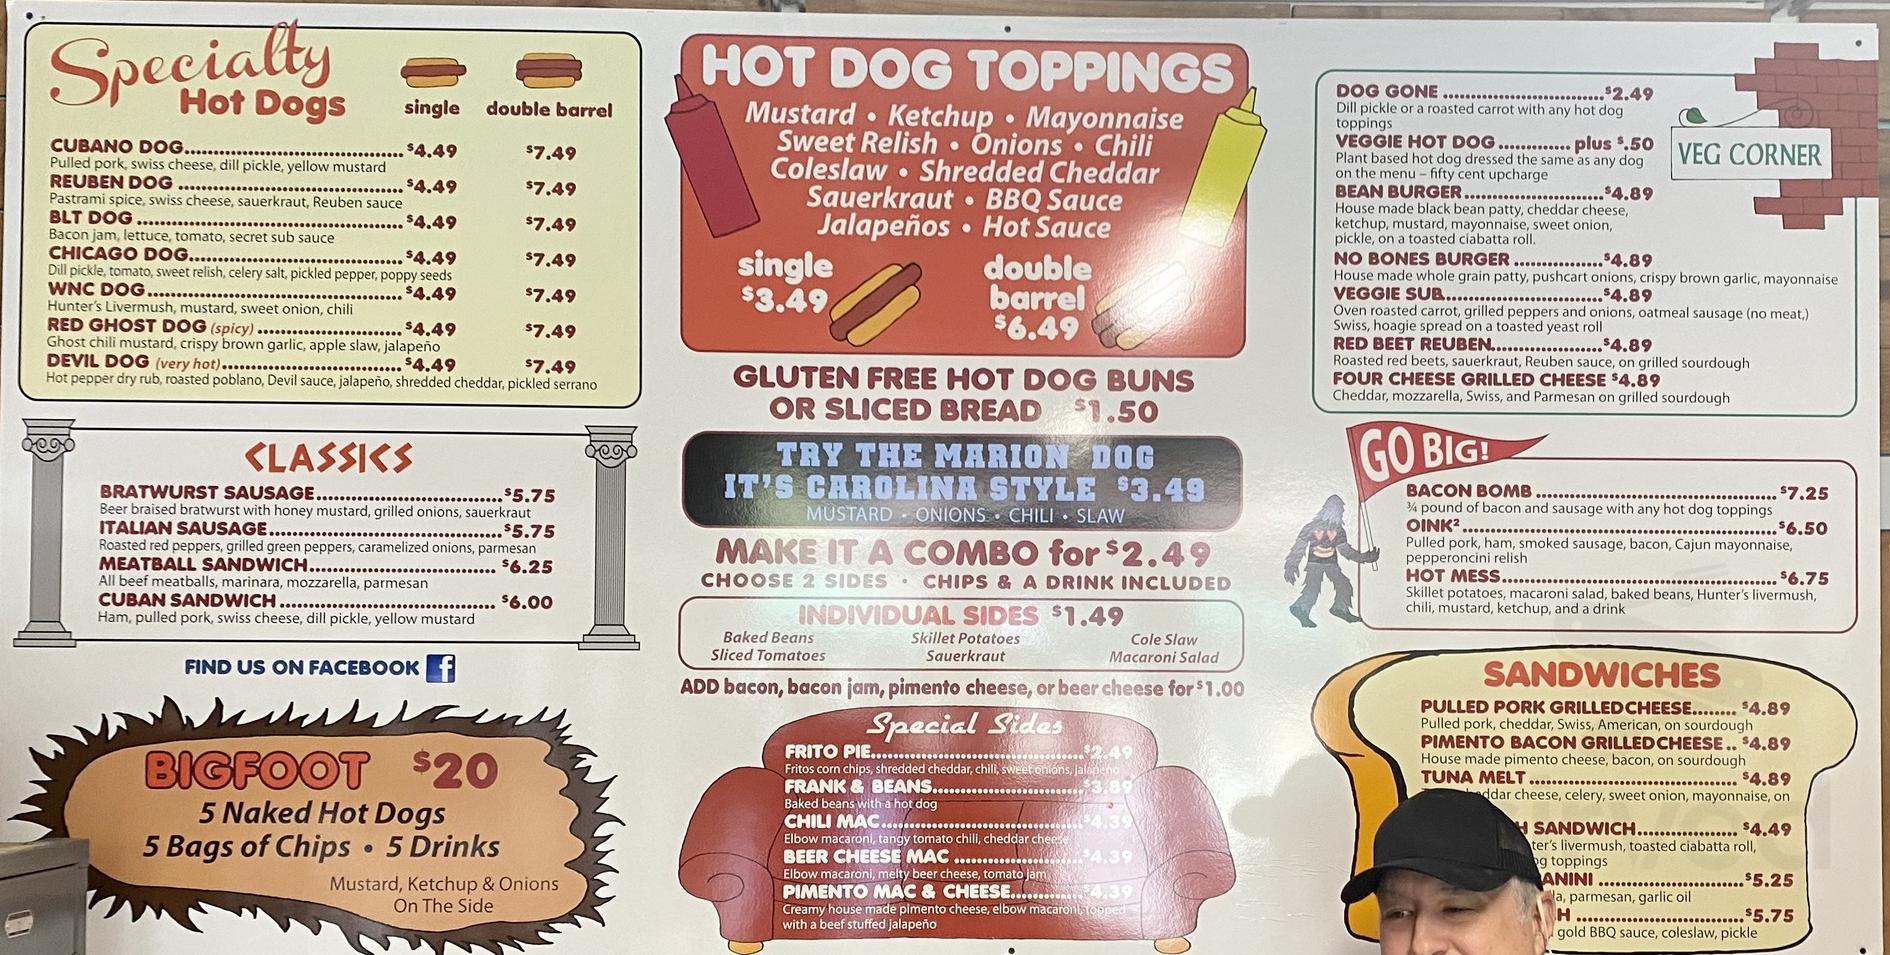 Specialty
Hot Dogs
single double barrel
CUBANO DOG $4.49 $7.49
Pulled pork, swiss cheese, dill pickle, yellow mustard
REUBEN DOG $4.49 $7.49
Pastrami spice, swiss cheese, sauerkraut, Reuben sauce
BLT DOG $4.49 $7.49
Bacon jam, lettuce, tomato, secret sub sauce
CHICAGO DOG $4.49 $7.49
Dill pickle, tomato, sweet relish, celery salt, pickled pepper, poppy seeds
WNC DOG $4.49 $7.49
Hunter's Livermush, mustard, sweet onion, chili
RED GHOST DOG (spicy) $4.49 $7.49
Ghost chili mustard, crispy brown garlic, apple slaw, jalapeño
DEVIL DOG (very hot) $4.49 $7.49
Hot pepper dry rub, roasted poblano, Devil sauce, jalapeño, shredded cheddar, pickled serrano
CLASSICS
BRATWURST SAUSAGE $5.75
Beer braised bratwurst with honey mustard, grilled onions, sauerkraut
ITALIAN SAUSAGE $5.75
Roasted red peppers, grilled green peppers, caramelized onions, parmesan
MEATBALL SANDWICH $6.25
All beef meatballs, marinara, mozzarella, parmesan
CUBAN SANDWICH $6.00
Ham, pulled pork, swiss cheese, dill pickle, yellow mustard
FIND US ON FACEBOOK f
BIGFOOT $20
5 Naked Hot Dogs
5 Bags of Chips • 5 Drinks
Mustard, Ketchup & Onions
On The Side
HOT DOG TOPPINGS
Mustard • Ketchup • Mayonnaise
Sweet Relish • Onions • Chili
Coleslaw • Shredded Cheddar
Sauerkraut • BBQ Sauce
Jalapeños • Hot Sauce
single
$3.49
double
barrel
$6.49
GLUTEN FREE HOT DOG BUNS
OR SLICED BREAD $1.50
TRY THE MARION DOG
IT'S CAROLINA STYLE $3.49
MUSTARD • ONIONS • CHILI • SLAW
MAKE IT A COMBO for $2.49
CHOOSE 2 SIDES • CHIPS & A DRINK INCLUDED
INDIVIDUAL SIDES $1.49
Baked Beans Skillet Potatoes Cole Slaw
Sliced Tomatoes Sauerkraut Macaroni Salad
ADD bacon, bacon jam, pimento cheese, or beer cheese for $1.00
Special Sides
FRITO PIE $2.49
Fritos corn chips, shredded cheddar, chili, sweet onions, jalapeño
FRANK & BEANS $3.89
Baked beans with a hot dog
CHILI MAC $4.39
Elbow macaroni, tangy tomato chili, cheddar cheese
BEER CHEESE MAC $4.39
Elbow macaroni, melty beer cheese, tomato jam
PIMENTO MAC & CHEESE $4.39
Creamy house made pimento cheese, elbow macaroni, topped
with a beef stuffed jalapeño
VEG CORNER
DOG GONE $2.49
Dill pickle or a roasted carrot with any hot dog
toppings
VEGGIE HOT DOG plus $.50
Plant based hot dog dressed the same as any dog
on the menu – fifty cent upcharge
BEAN BURGER $4.89
House made black bean patty, cheddar cheese,
ketchup, mustard, mayonnaise, sweet onion,
pickle, on a toasted ciabatta roll.
NO BONES BURGER $4.89
House made whole grain patty, pushcart onions, crispy brown garlic, mayonnaise
VEGGIE SUB $4.89
Oven roasted carrot, grilled peppers and onions, oatmeal sausage (no meat,)
Swiss, hoagie spread on a toasted yeast roll
RED BEET REUBEN $4.89
Roasted red beets, sauerkraut, Reuben sauce, on grilled sourdough
FOUR CHEESE GRILLED CHEESE $4.89
Cheddar, mozzarella, Swiss, and Parmesan on grilled sourdough
GO BIG!
BACON BOMB $7.25
¾ pound of bacon and sausage with any hot dog toppings
OINK² $6.50
Pulled pork, ham, smoked sausage, bacon, Cajun mayonnaise,
pepperoncini relish
HOT MESS $6.75
Skillet potatoes, macaroni salad, baked beans, Hunter's livermush,
chili, mustard, ketchup, and a drink
SANDWICHES
PULLED PORK GRILLED CHEESE $4.89
Pulled pork, cheddar, Swiss, American, on sourdough
PIMENTO BACON GRILLED CHEESE $4.89
House made pimento cheese, bacon, on sourdough
TUNA MELT $4.89
cheese, celery, sweet onion, mayonnaise, on
SANDWICH $4.49
livermush, toasted ciabatta roll,
toppings
$5.25
parmesan, garlic oil
$5.75
gold BBQ sauce, coleslaw, pickle